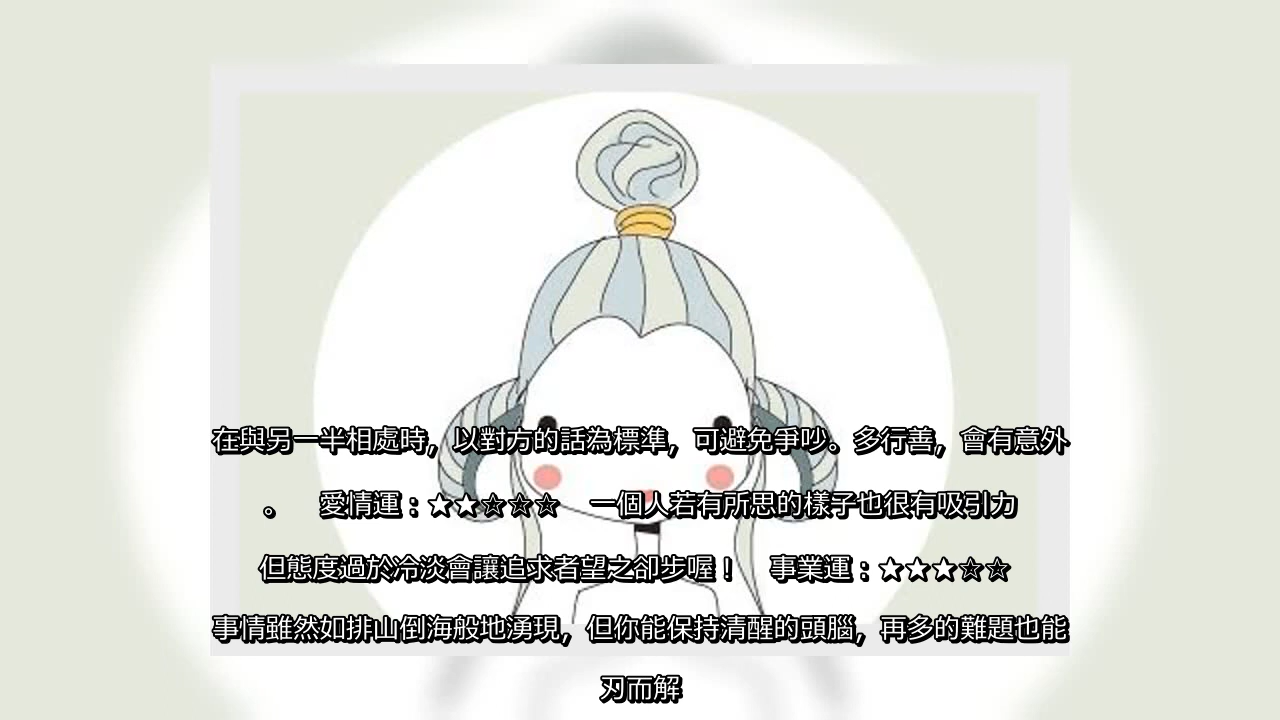 在與另一半相處時，以對方的話為標準，可避免爭吵。多行善，會有意外
。　愛情運：★★☆☆☆　一個人若有所思的樣子也很有吸引力
但態度過於冷淡會讓追求者望之卻步喔！　事業運：★★★☆☆
事情雖然如排山倒海般地湧現，但你能保持清醒的頭腦，再多的難題也能
刃而解